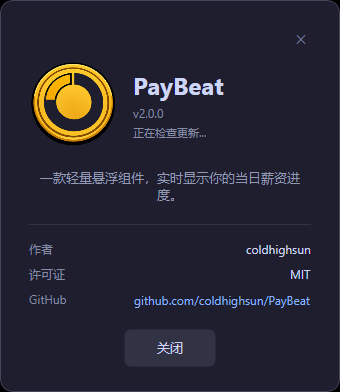 PayBeat
v2.0.0
正在检查更新...
一款轻量悬浮组件，实时显示你的当日薪资进
度。
作者 coldhighsun
许可证 MIT
GitHub github.com/coldhighsun/PayBeat
关闭